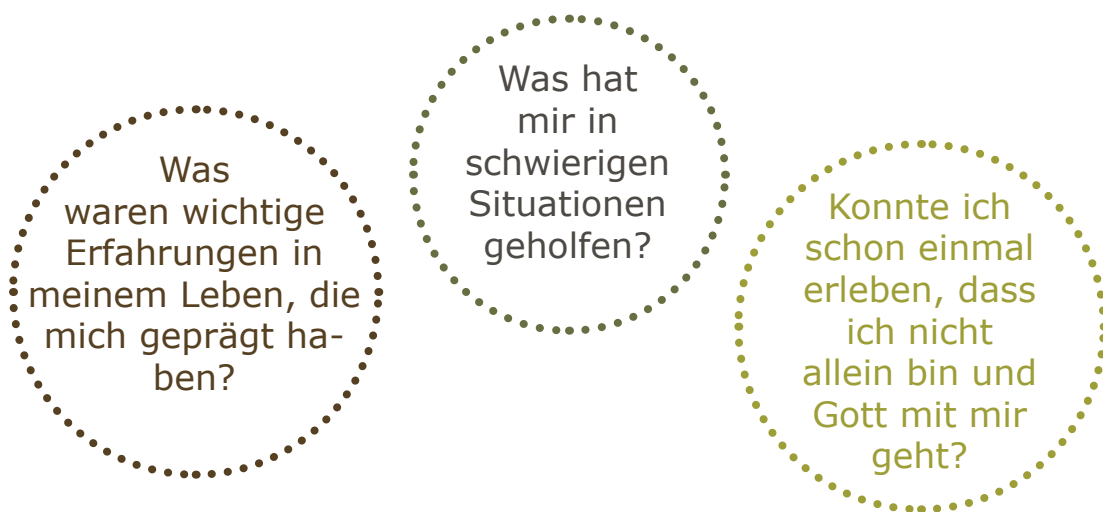 Was
waren wichtige
Erfahrungen in
meinem Leben, die
mich geprägt ha-
ben?
Was hat
mir in
schwierigen
Situationen
geholfen?
Konnte ich
schon einmal
erleben, dass
ich nicht
allein bin und
Gott mit mir
geht?